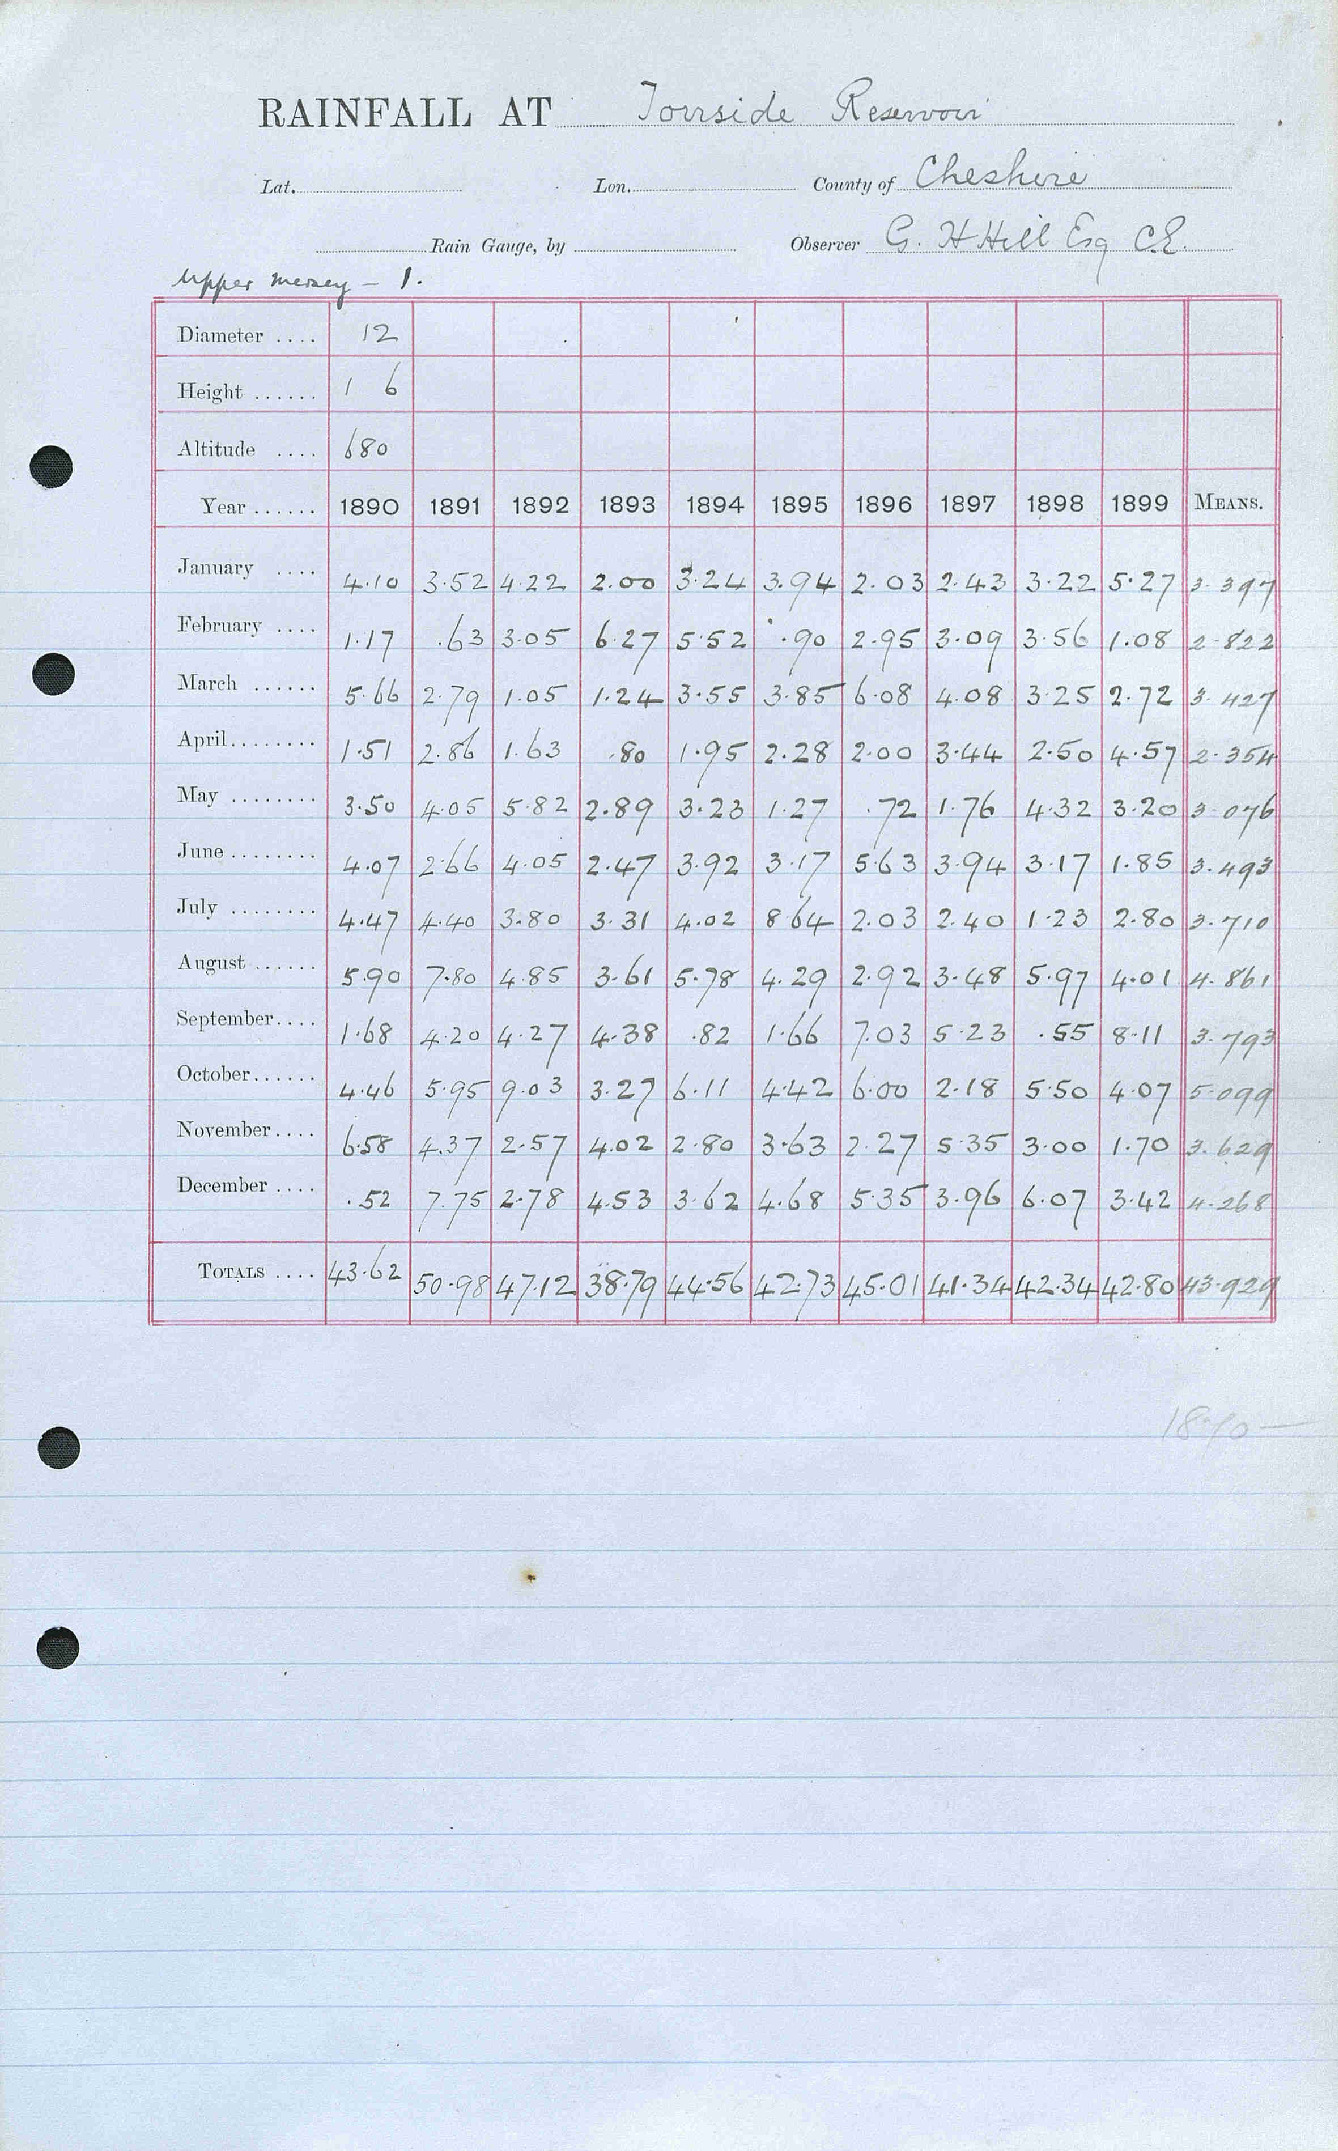 RAINFALL AT Torrside Reservoir
Lat. Lon. County of Cheshire
Rain Gauge, by Observer G. H Hill Esq C.E.
Upper Mersey - 1.
Diameter .... 12
Height ...... 1 6
Altitude .... 680
Year ...... 1890 1891 1892 1893 1894 1895 1896 1897 1898 1899 MEANS.
January .... 4.10 3.52 4.22 2.00 3.24 3.94 2.03 2.43 3.22 5.27 3.397
February .... 1.17 .63 3.05 6.27 5.52 .90 2.95 3.09 3.56 1.08 2.822
March ...... 5.66 2.79 1.05 1.24 3.55 3.85 6.08 4.08 3.25 2.72 3.427
April........ 1.51 2.86 1.63 .80 1.95 2.28 2.00 3.44 2.50 4.57 2.354
May ........ 3.50 4.05 5.82 2.89 3.23 1.27 .72 1.76 4.32 3.20 3.076
June ........ 4.07 2.66 4.05 2.47 3.92 3.17 5.63 3.94 3.17 1.85 3.493
July ........ 4.47 4.40 3.80 3.31 4.02 8.64 2.03 2.40 1.23 2.80 3.710
August ...... 5.90 7.80 4.85 3.61 5.78 4.29 2.92 3.48 5.97 4.01 4.861
September.... 1.68 4.20 4.27 4.38 .82 1.66 7.03 5.23 .55 8.11 3.793
October...... 4.46 5.95 9.03 3.27 6.11 4.42 6.00 2.18 5.50 4.07 5.099
November.... 6.58 4.37 2.57 4.02 2.80 3.63 2.27 5.35 3.00 1.70 3.629
December .... .52 7.75 2.78 4.53 3.62 4.68 5.35 3.96 6.07 3.42 4.268
TOTALS .... 43.62 50.98 47.12 38.79 44.56 42.73 45.01 41.34 42.34 42.80 43.929
1870 —